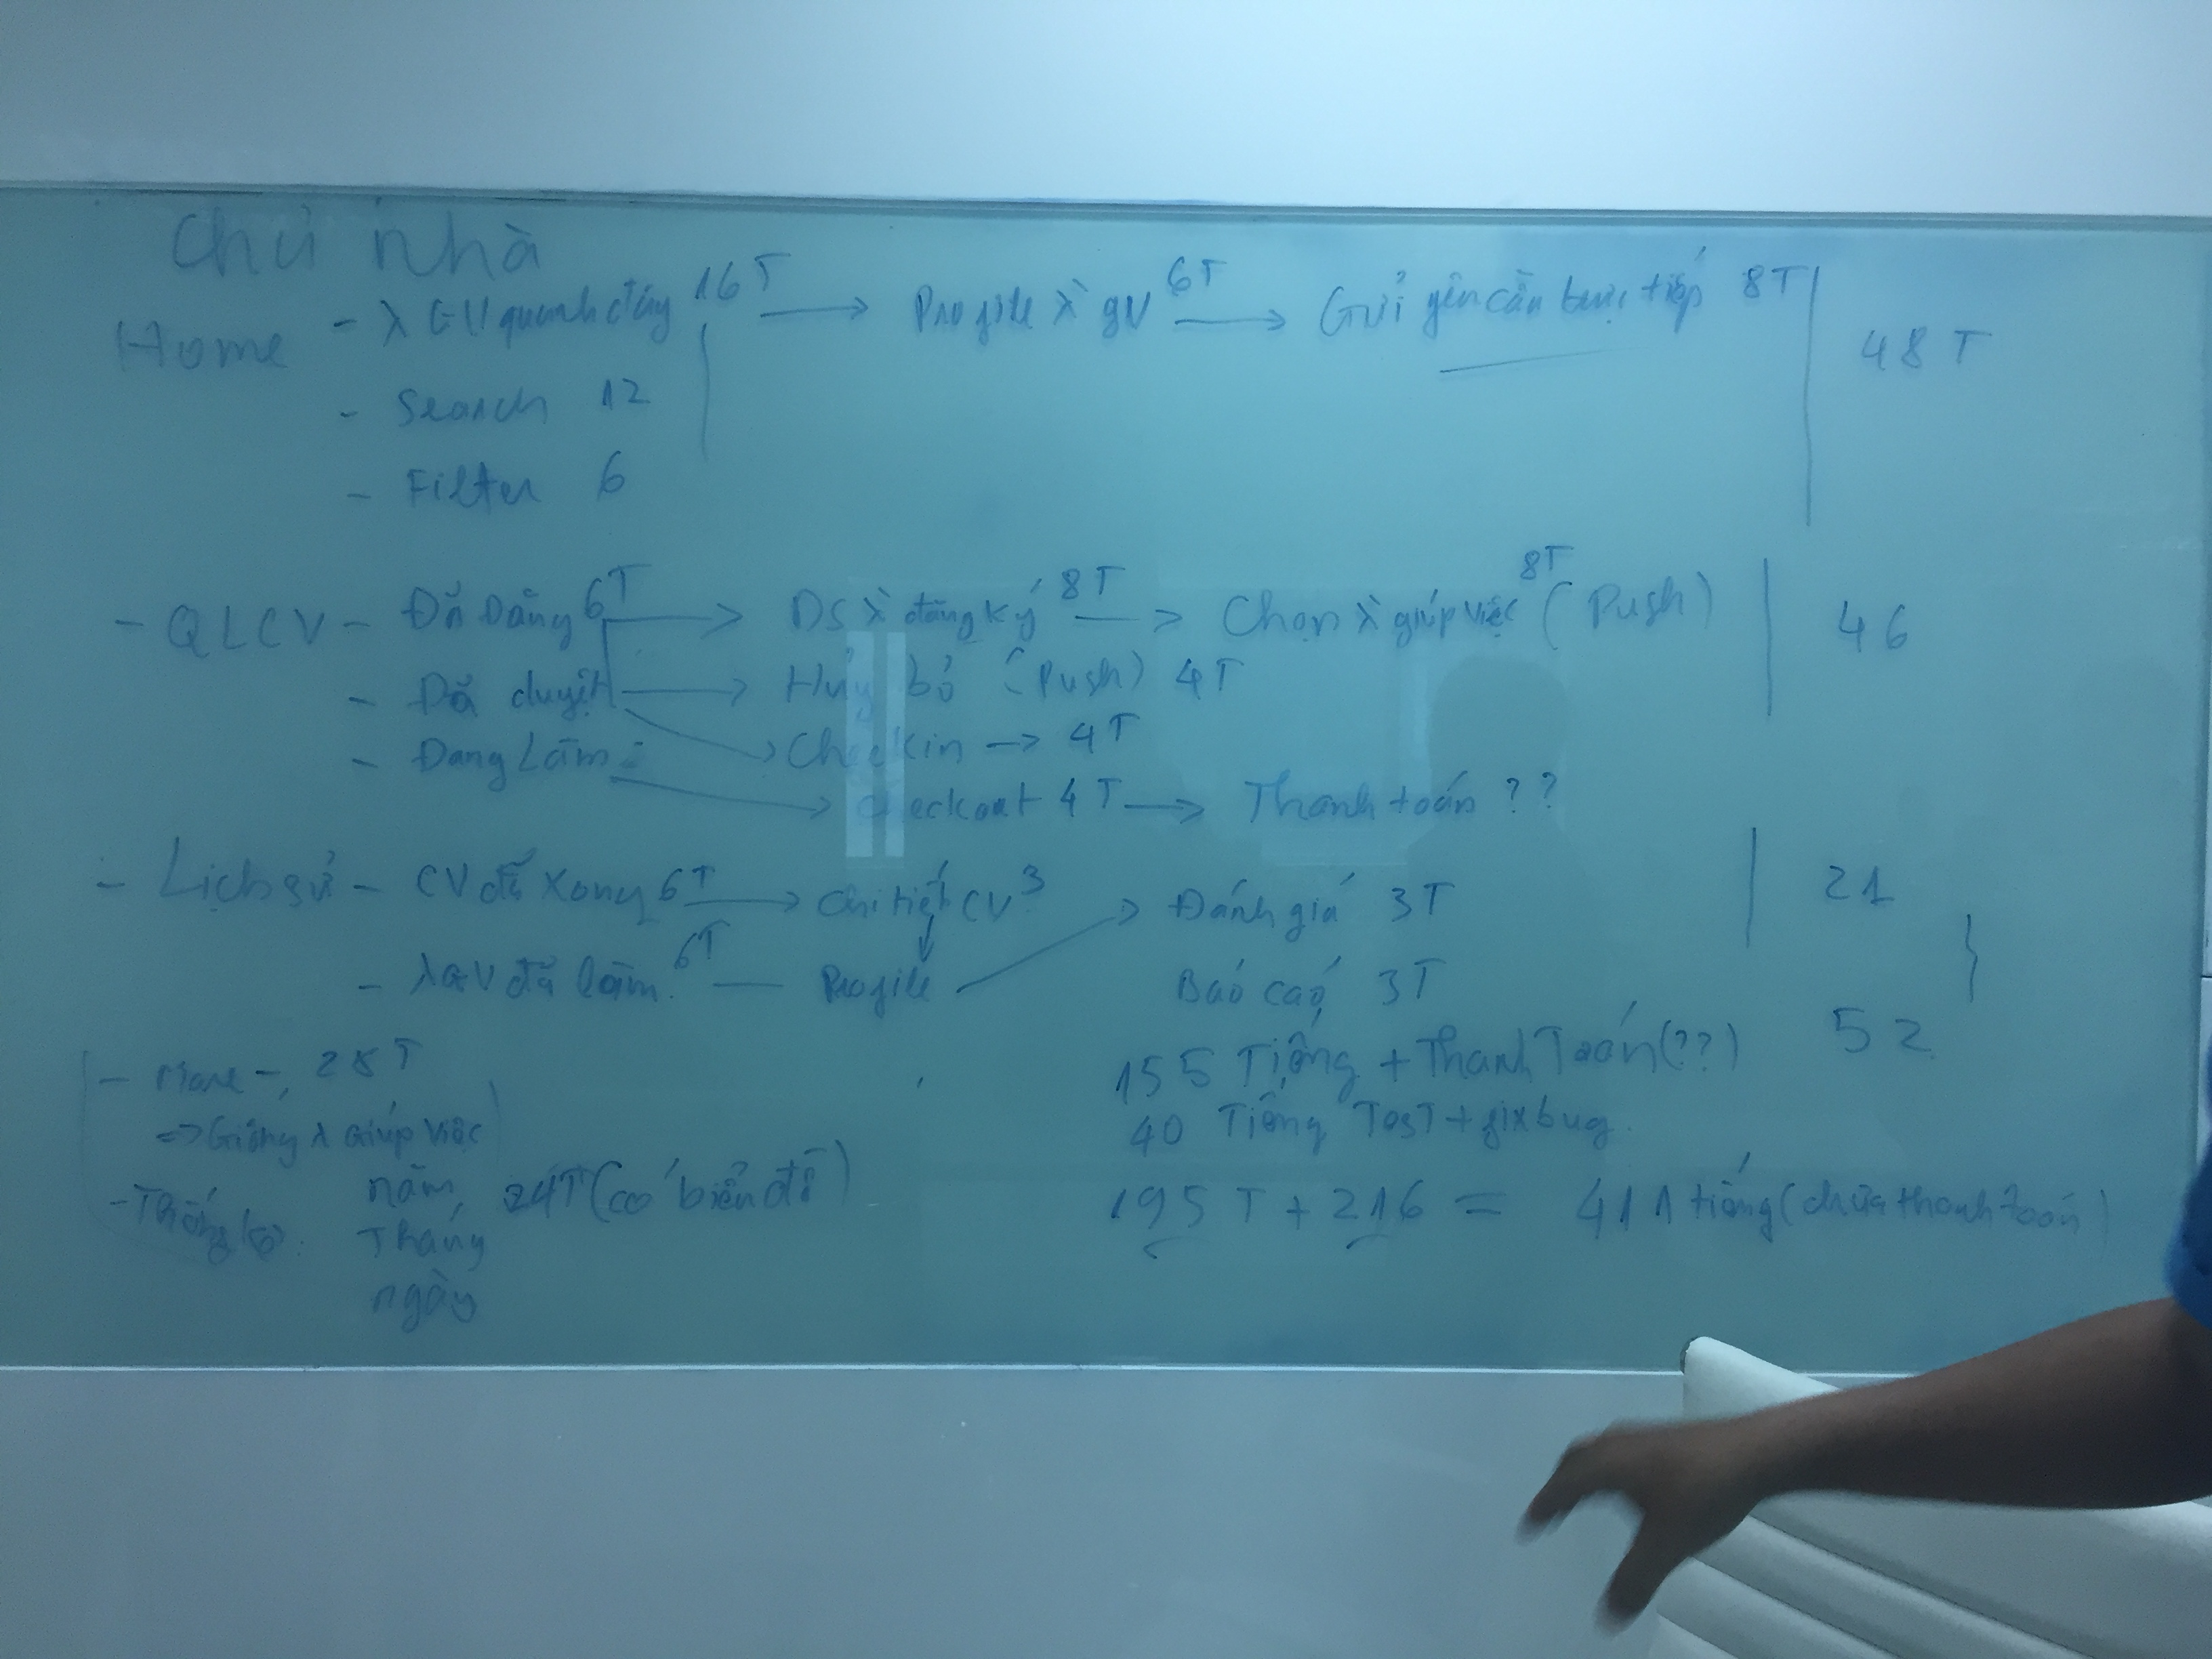 Chủ nhà
Home - λ GV quanh đây 16T → Profile λ gv 6T → Gửi yêu cầu trực tiếp 8T 48T
- Search 12
- Filter 6
- QLCV - Đã Đăng 6T → DS λ đăng ký 8T → Chọn λ giúp việc 8T (Push) 46
- Đã duyệt → Hủy bỏ (Push) 4T
- Đang Làm → Checkin → 4T
→ checkout 4T → Thanh toán ??
- Lịch sử - CV đã xong 6T → Chi tiết CV 3 → Đánh giá 3T 21
- λ GV đã làm 6T — Profile Báo cáo 3T
- More - 28T 155 Tiếng + Thanh Toán (??) 52
=> Giống λ Giúp việc 40 Tiếng Test + fixbug.
- Thống kê năm, 24T (có biểu đồ) 195T + 216 = 411 tiếng (chưa thanh toán)
Tháng
ngày